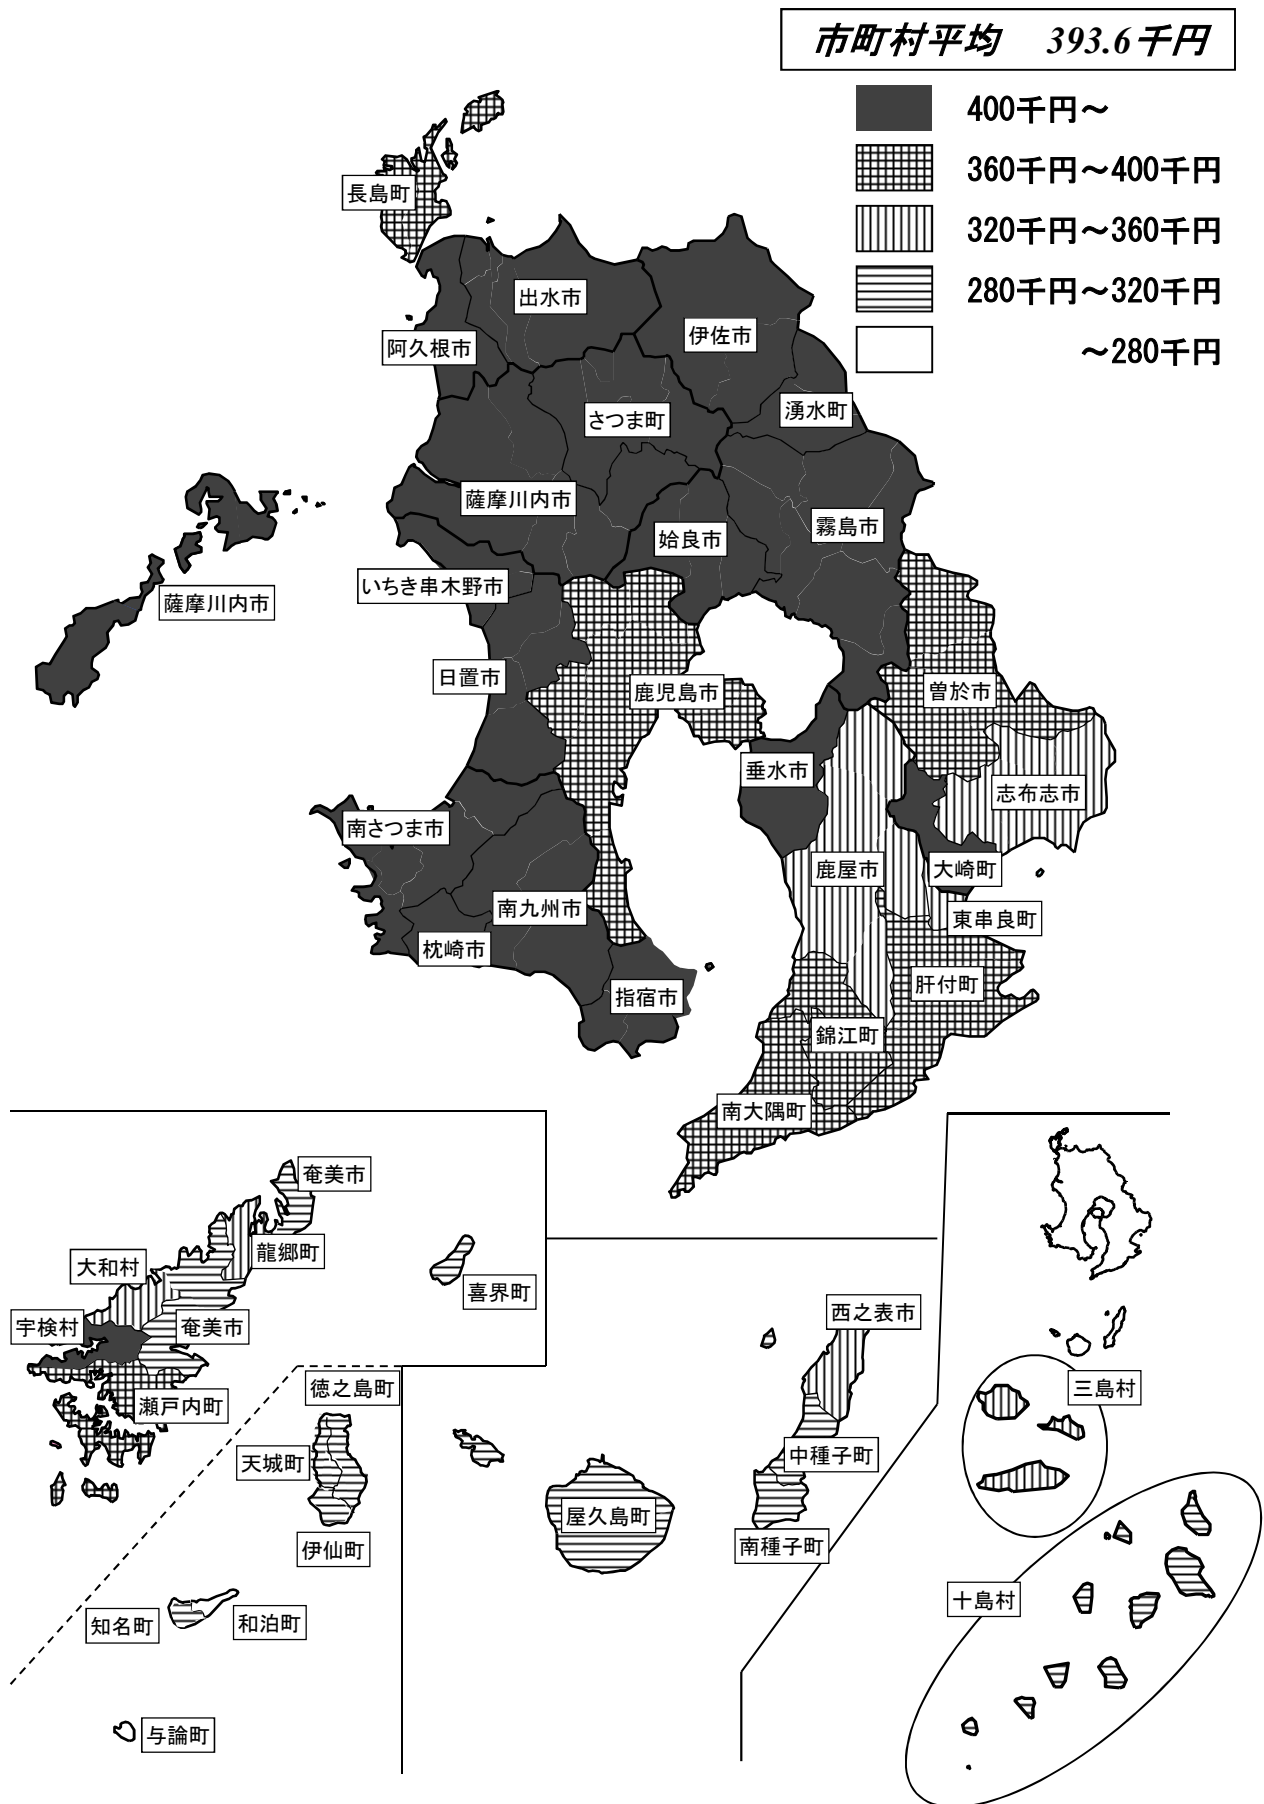 市町村平均　393.6千円
400千円～
360千円～400千円
320千円～360千円
280千円～320千円
～280千円
長島町
出水市
伊佐市
阿久根市
湧水町
さつま町
薩摩川内市
霧島市
姶良市
いちき串木野市
薩摩川内市
日置市
鹿児島市
曽於市
垂水市
志布志市
南さつま市
鹿屋市
大崎町
南九州市
東串良町
枕崎市
肝付町
指宿市
錦江町
南大隅町
奄美市
龍郷町
大和村
喜界町
宇検村
奄美市
西之表市
徳之島町
三島村
瀬戸内町
天城町
中種子町
屋久島町
伊仙町
南種子町
十島村
知名町
和泊町
与論町